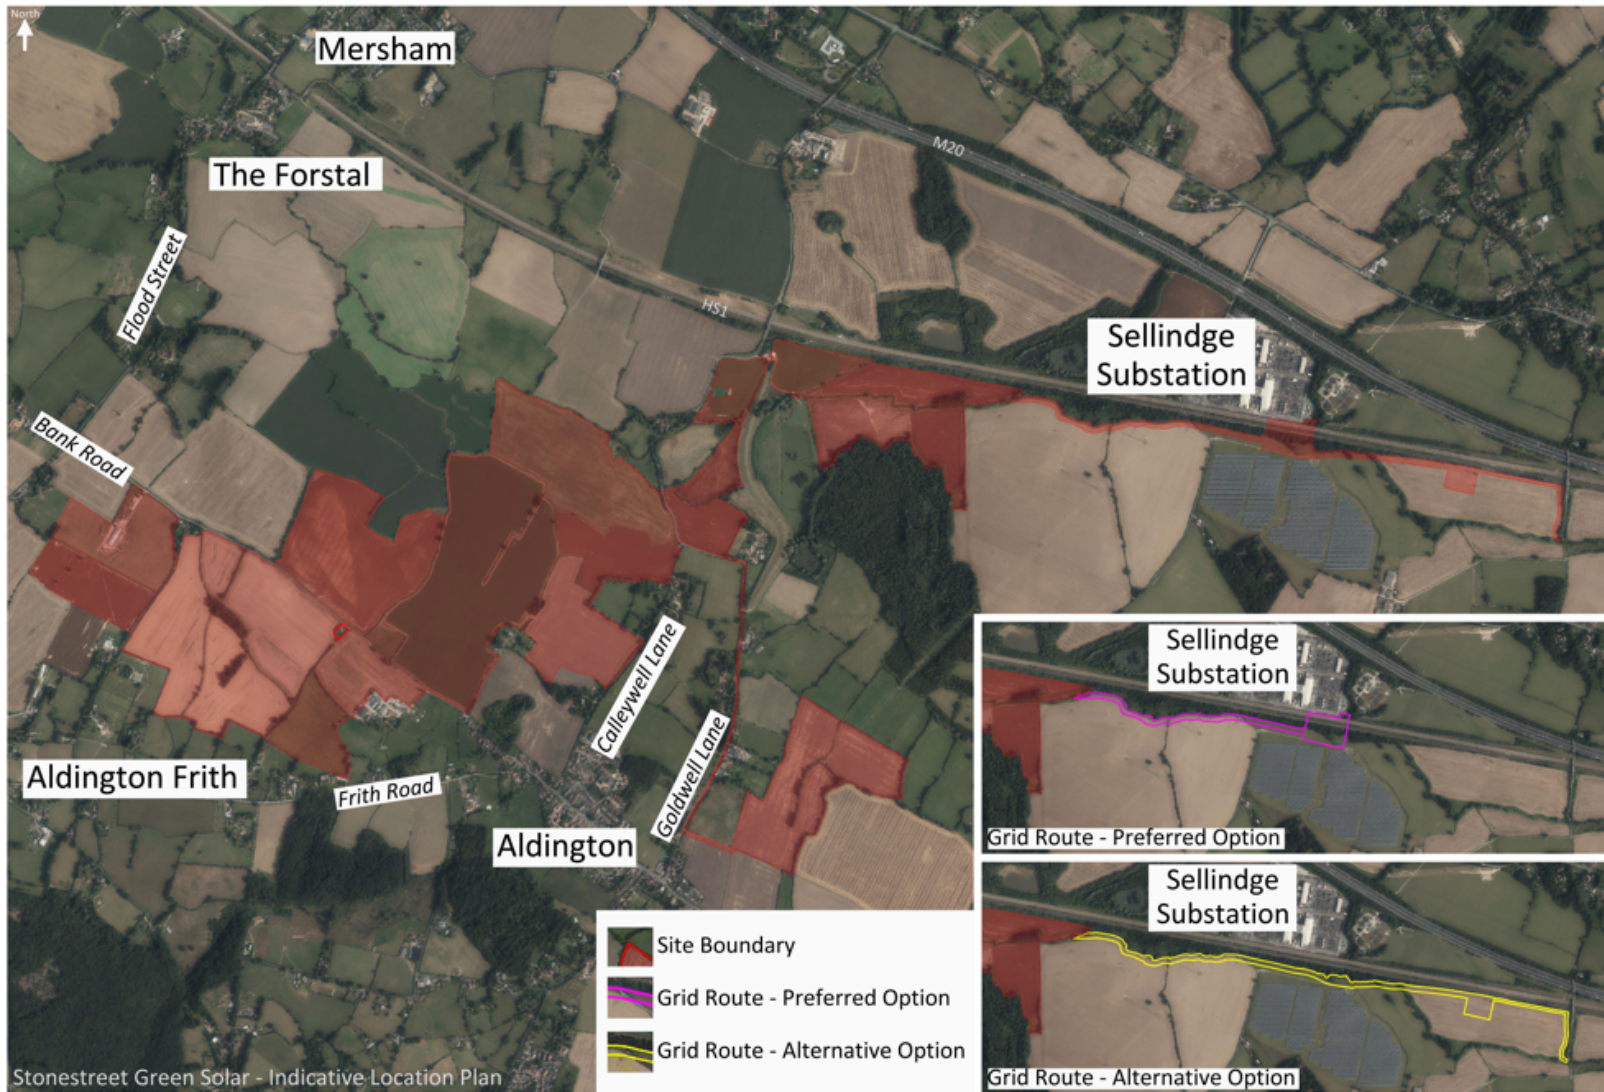 North
Mersham
M20
The Forstal
Flood Street
HS1
Sellindge
Substation
Bank Road
Calleywell Lane
Goldwell Lane
Aldington Frith
Frith Road
Aldington
Sellindge
Substation
Grid Route - Preferred Option
Sellindge
Substation
Grid Route - Alternative Option
Site Boundary
Grid Route - Preferred Option
Grid Route - Alternative Option
Stonestreet Green Solar - Indicative Location Plan